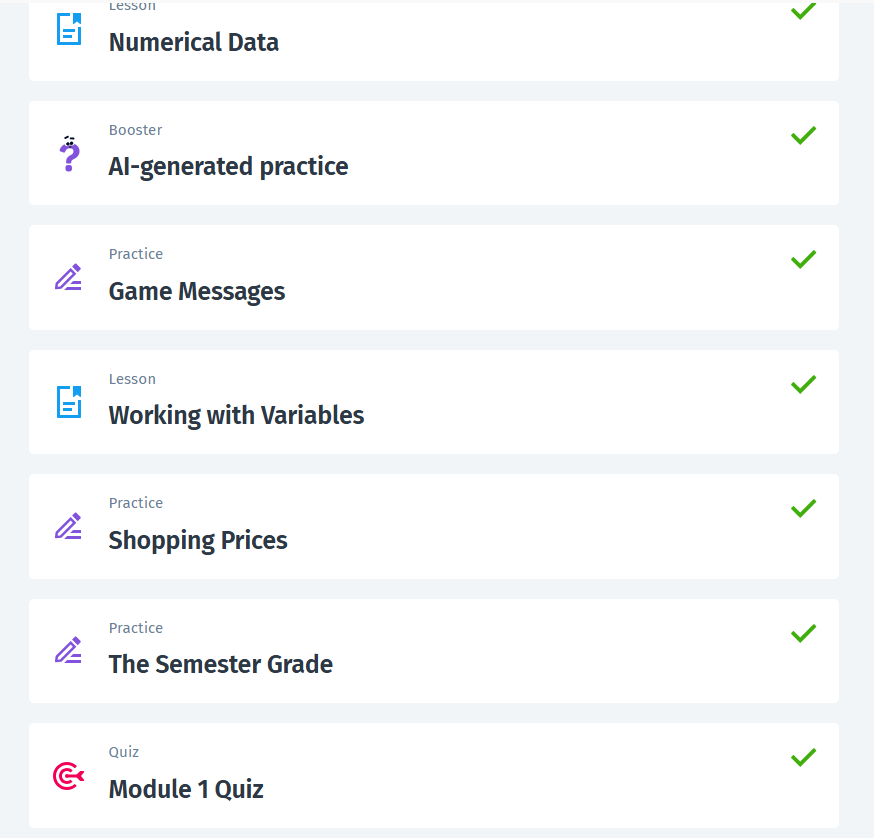 Lesson
Numerical Data
Booster
AI-generated practice
Practice
Game Messages
Lesson
Working with Variables
Practice
Shopping Prices
Practice
The Semester Grade
Quiz
Module 1 Quiz